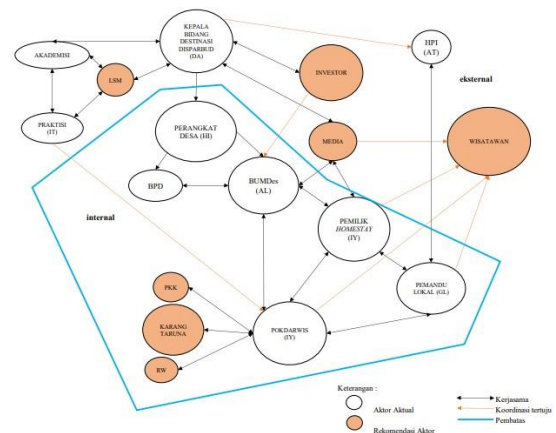 KEPALA
BIDANG
DESTINASI
DISPARBUD
(DA)
HPI
(AT)
AKADEMISI
eksternal
LSM
INVESTOR
PRAKTISI
(IT)
PERANGKAT
DESA (HI)
MEDIA
WISATAWAN
BPD
BUMDes
(AL)
internal
PEMILIK
HOMESTAY
(IY)
PEMANDU
LOKAL (GL)
PKK
KARANG
TARUNA
POKDARWIS
(IY)
RW
Keterangan :
Aktor Aktual
Rekomendasi Aktor
Kerjasama
Koordinasi tertuju
Pembatas